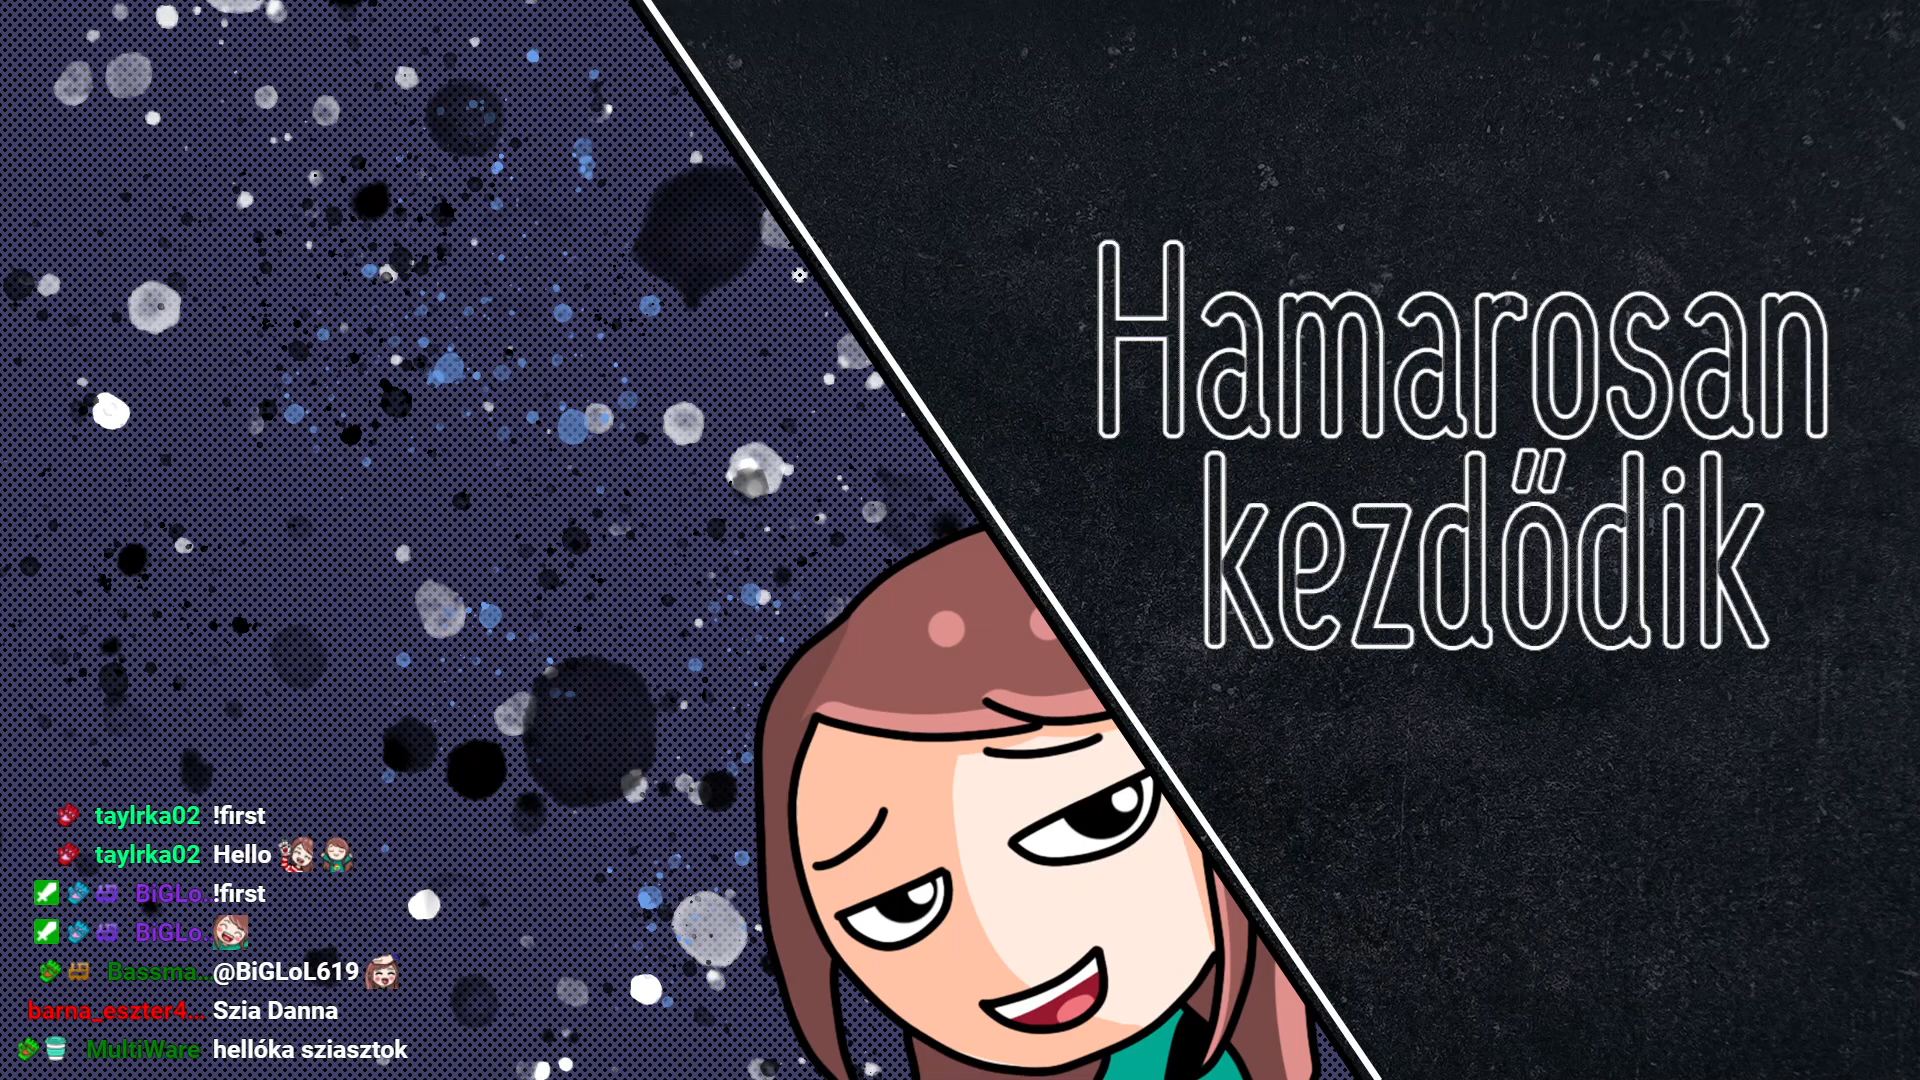 Hamarosan
kezdődik
taylrka02 !first
taylrka02 Hello
BiGLo.. !first
BiGLo..
Bassma... @BiGLoL619
barna_eszter4... Szia Danna
MultiWare hellóka sziasztok